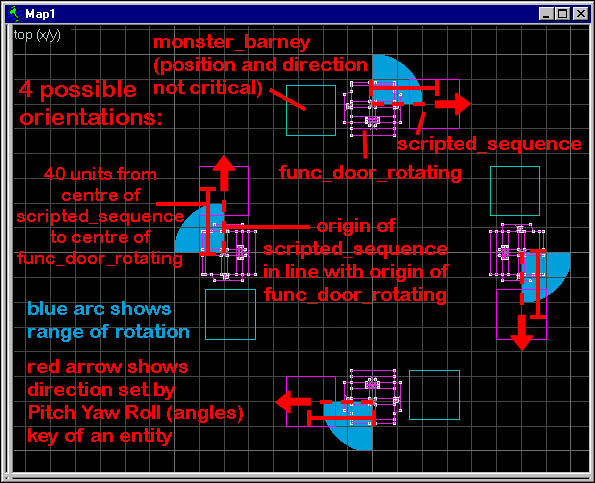 Map1
top (x/y)
monster_barney
(position and direction
not critical)
4 possible
orientations:
scripted_sequence
func_door_rotating
40 units from
centre of
scripted_sequence
to centre of
func_door_rotating
origin of
scripted_sequence
in line with origin of
func_door_rotating
blue arc shows
range of rotation
red arrow shows
direction set by
Pitch Yaw Roll (angles)
key of an entity